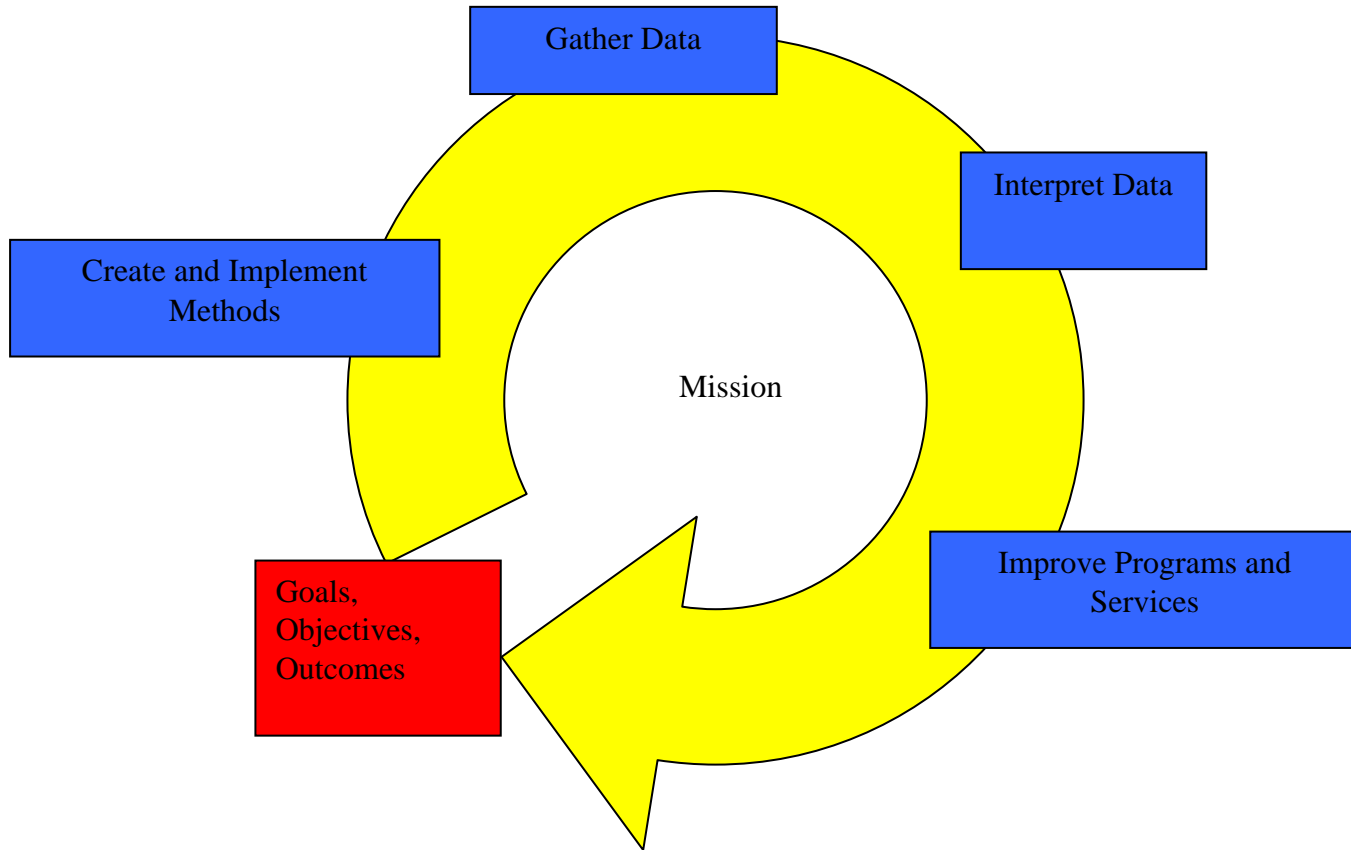 Gather Data
Interpret Data
Create and Implement
Methods
Mission
Improve Programs and
Services
Goals,
Objectives,
Outcomes